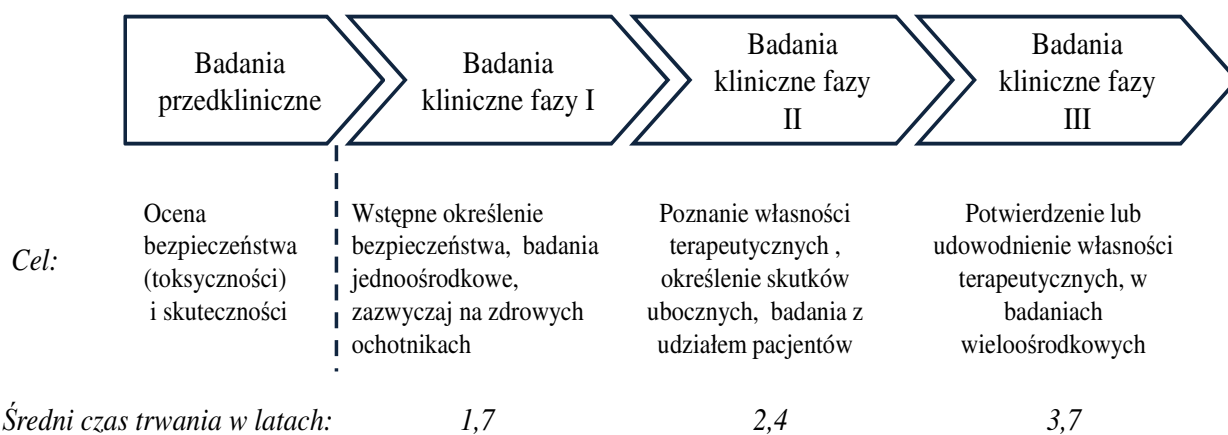 Badania
przedkliniczne
Badania
kliniczne fazy I
Badania
kliniczne fazy
II
Badania
kliniczne fazy
III
Cel:
Ocena
bezpieczeństwa
(toksyczności)
i skuteczności
Wstępne określenie
bezpieczeństwa, badania
jednoośrodkowe,
zazwyczaj na zdrowych
ochotnikach
Poznanie własności
terapeutycznych ,
określenie skutków
ubocznych, badania z
udziałem pacjentów
Potwierdzenie lub
udowodnienie własności
terapeutycznych, w
badaniach
wieloośrodkowych
Średni czas trwania w latach: 1,7 2,4 3,7